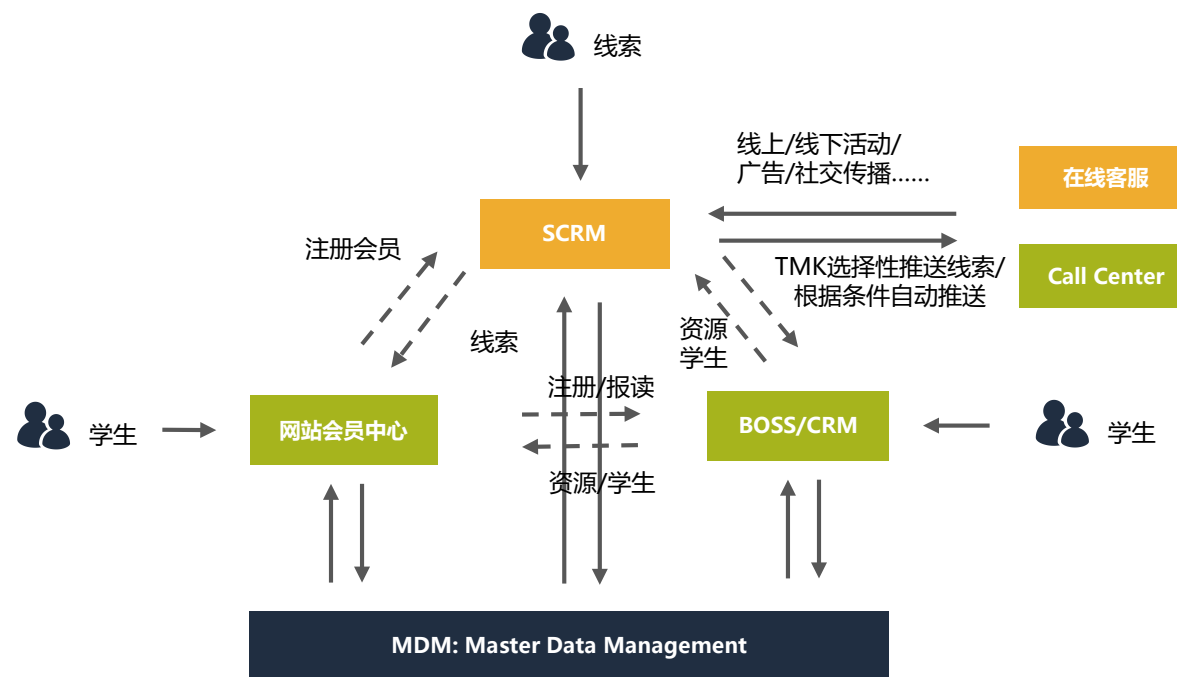 线索
线上/线下活动/
广告/社交传播......
在线客服
SCRM
注册会员
TMK选择性推送线索/
根据条件自动推送
Call Center
线索
资源
学生
注册/报读
学生
网站会员中心
BOSS/CRM
学生
资源/学生
MDM: Master Data Management